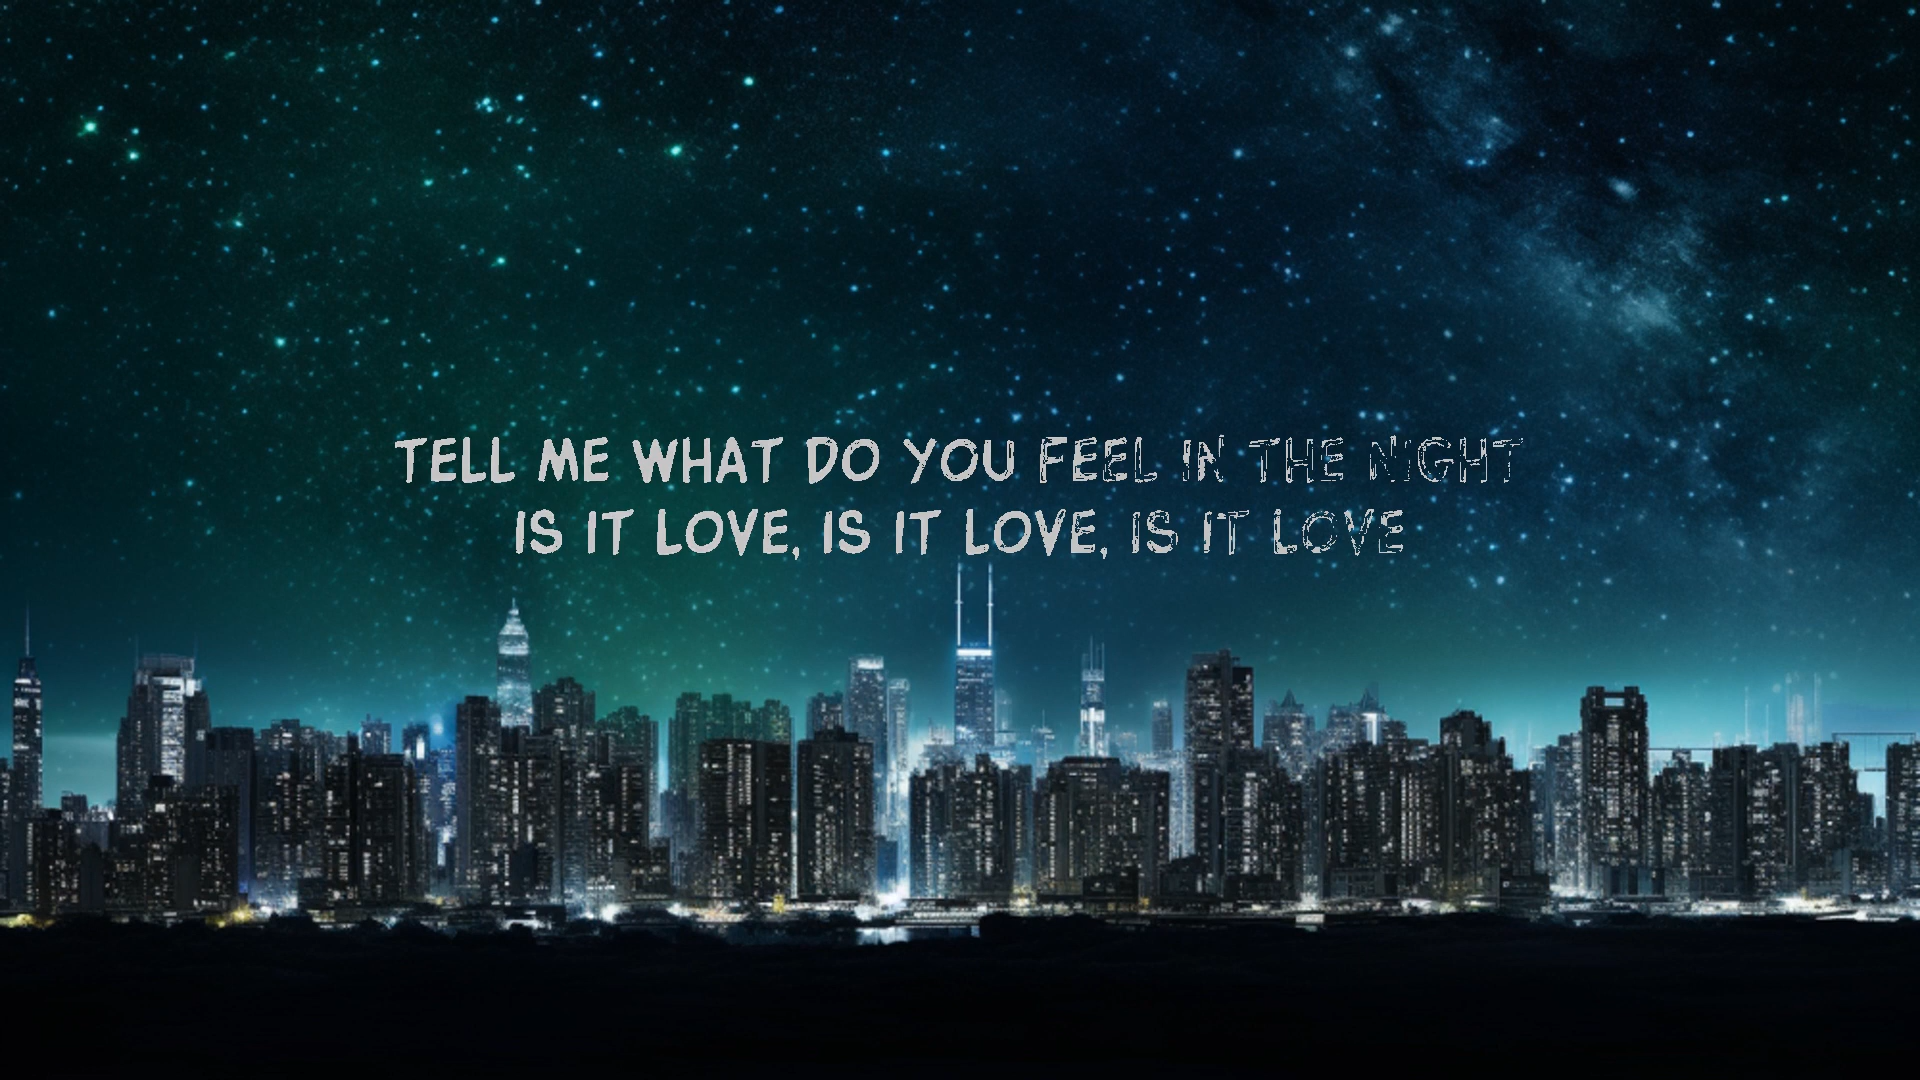 TELL ME WHAT DO YOU FEEL IN THE NIGHT
IS IT LOVE, IS IT LOVE, IS IT LOVE